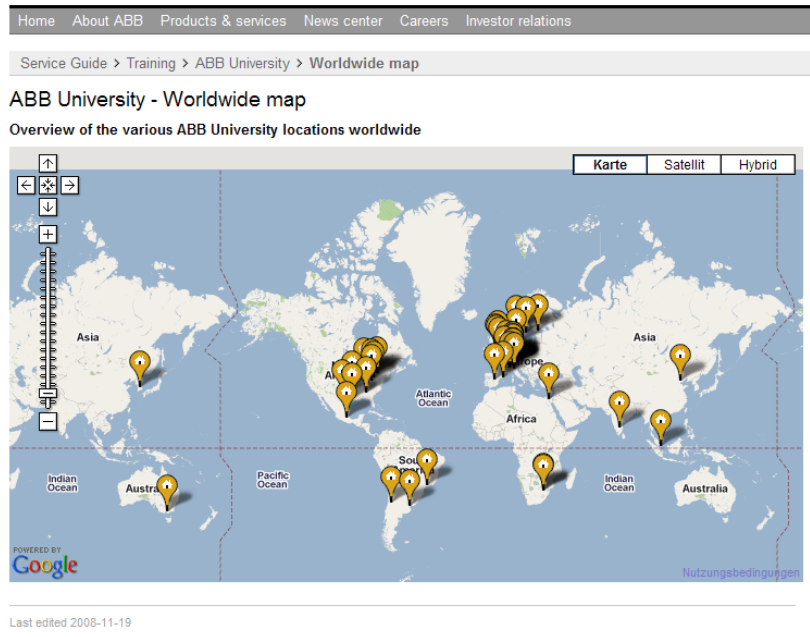 Home About ABB Products & services News center Careers Investor relations
Service Guide > Training > ABB University > Worldwide map
ABB University - Worldwide map
Overview of the various ABB University locations worldwide
Karte Satellit Hybrid
Asia
Asia
Atlantic
Ocean
Africa
Indian
Ocean
Pacific
Ocean
Indian
Ocean
Australia
POWERED BY
Google
Nutzungsbedingungen
Last edited 2008-11-19